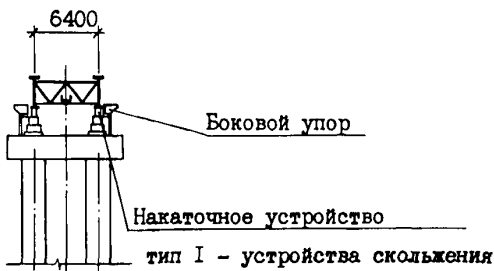 6400
Боковой упор
Накаточное устройство
тип I - устройства скольжения